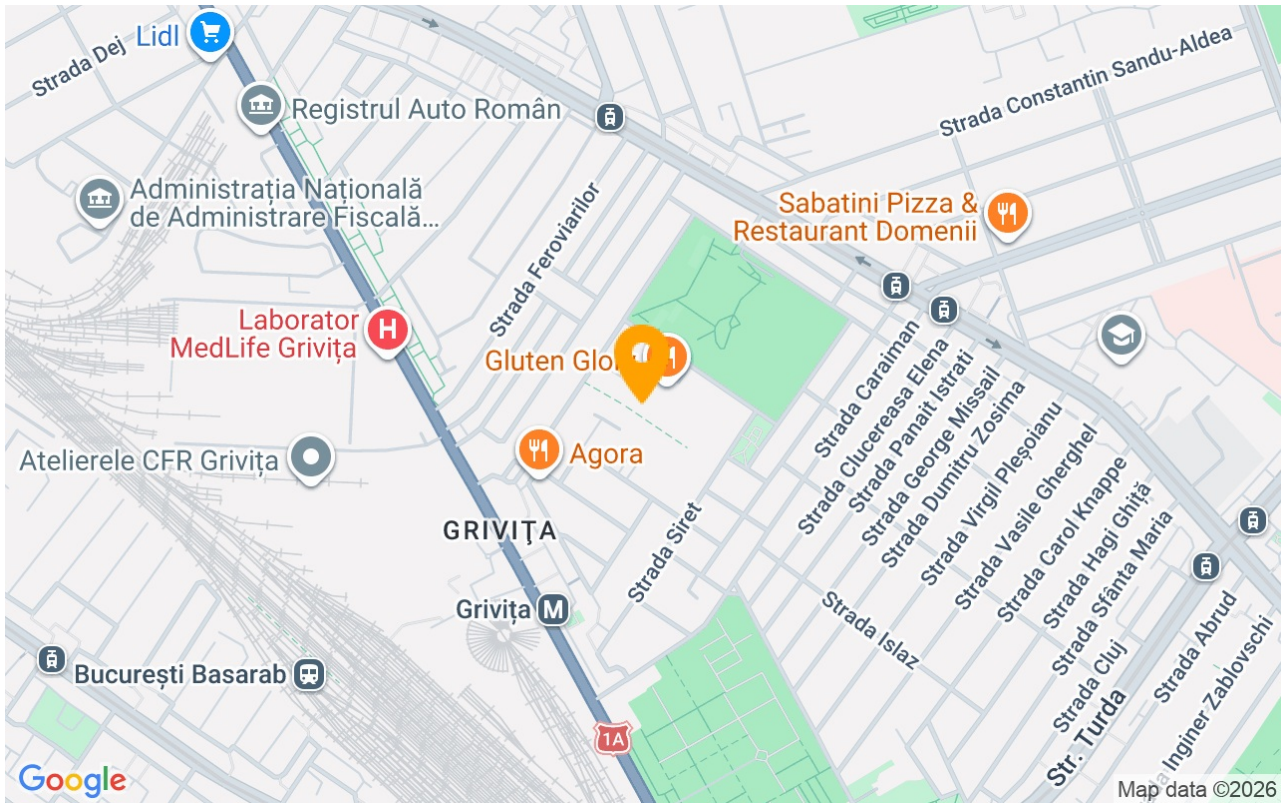 Lidl
Strada Dej
Registrul Auto Român
Strada Constantin Sandu-Aldea
Administrația Națională
de Administrare Fiscală...
Strada Feroviarilor
Sabatini Pizza &
Restaurant Domenii
Laborator
MedLife Grivița
H
Gluten Glo
Strada Caraiman
Strada Clucereasa Elena
Strada Panait Istrati
Strada George Missail
Strada Dumitru Zosima
Strada Virgil Pleșoianu
Strada Vasile Gherghel
Strada Carol Knappe
Strada Hagi Ghiță
Strada Sfânta Maria
Strada Cluj
Atelierele CFR Grivița
Agora
GRIVIȚA
Strada Siret
Grivița M
Strada Islaz
București Basarab
Strada Abrud
Inginer Zablovschi
Str. Turda
1A
Google
Map data ©2026